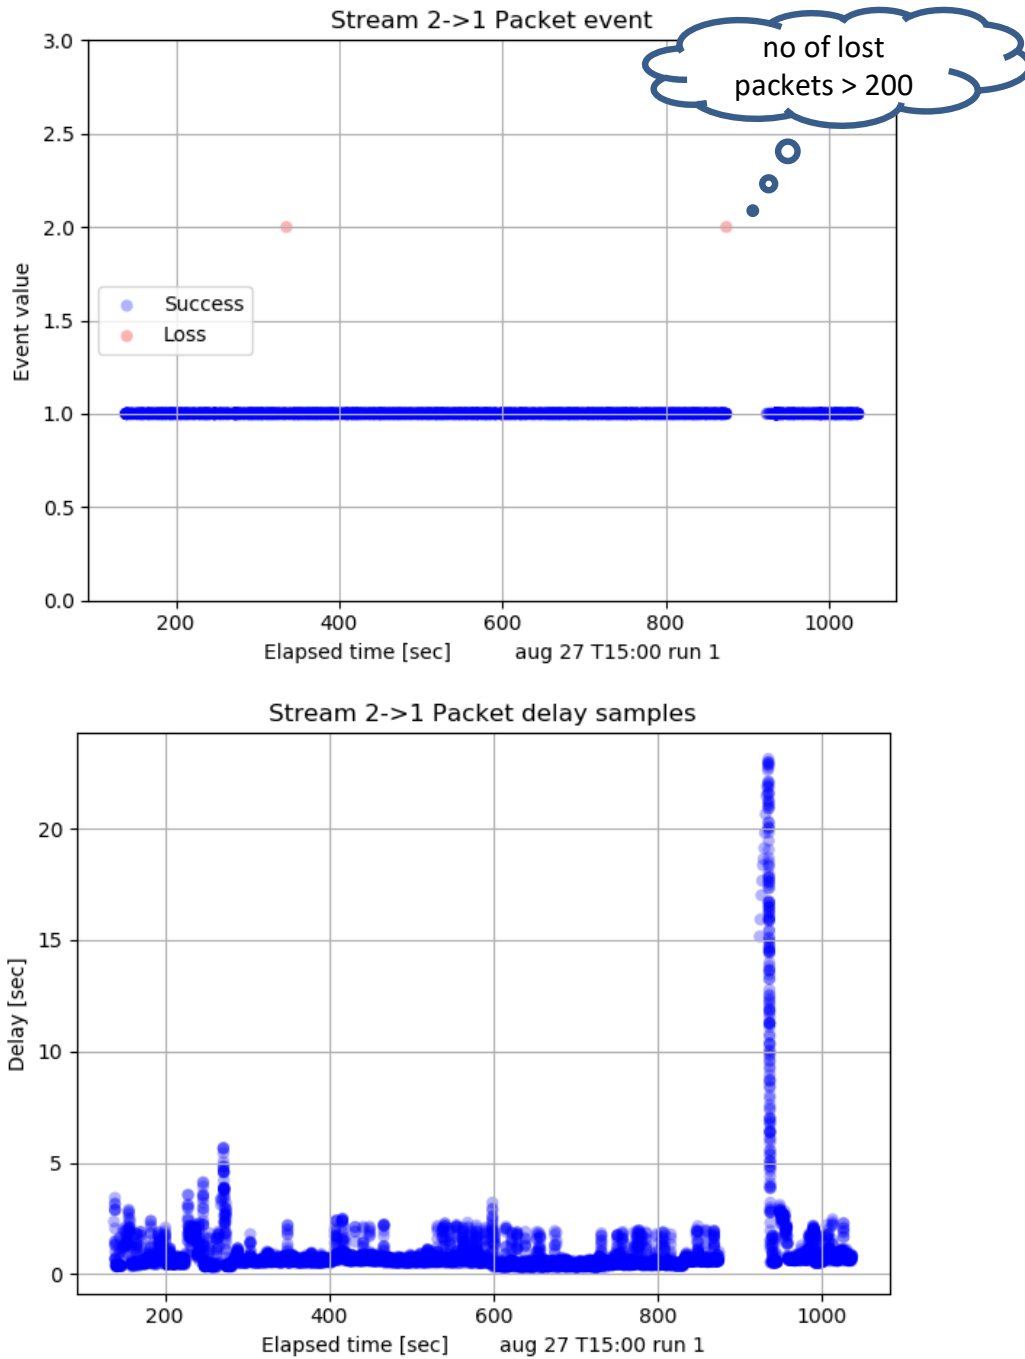 Stream 2->1 Packet event
no of lost
packets > 200
3.0
2.5
2.0
1.5
1.0
0.5
0.0
Event value
Success
Loss
200 400 600 800 1000
Elapsed time [sec] aug 27 T15:00 run 1
Stream 2->1 Packet delay samples
20
15
10
5
0
Delay [sec]
200 400 600 800 1000
Elapsed time [sec] aug 27 T15:00 run 1